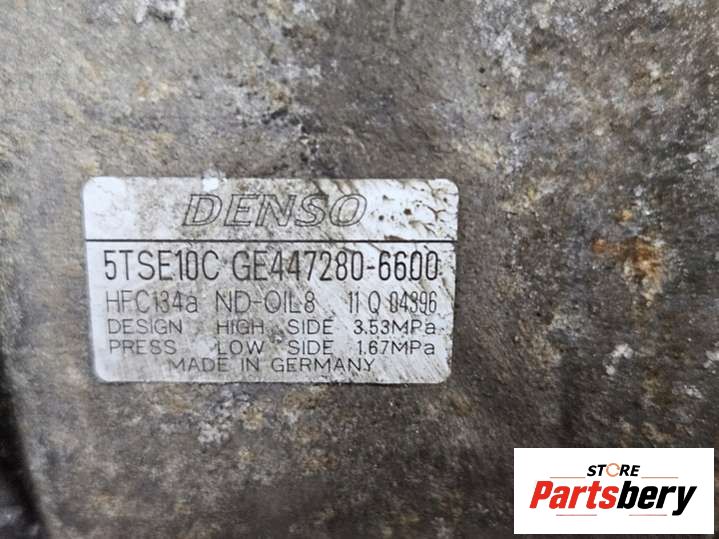 DENSO
5TSE10C GE447280-6600
HFC134a ND-OIL8 11 Q 04396
DESIGN HIGH SIDE 3.53MPa
PRESS LOW SIDE 1.67MPa
MADE IN GERMANY
STORE
Partsbery